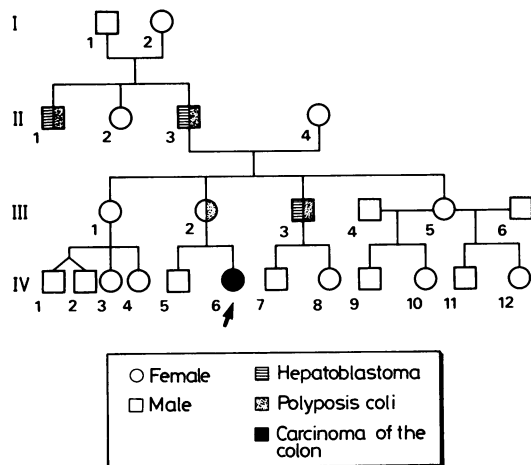 I
1 2
II
1 2 3 4
III
1 2 3 4 5 6
IV
1 2 3 4 5 6 7 8 9 10 11 12
Female Hepatoblastoma
Male Polyposis coli
Carcinoma of the
colon